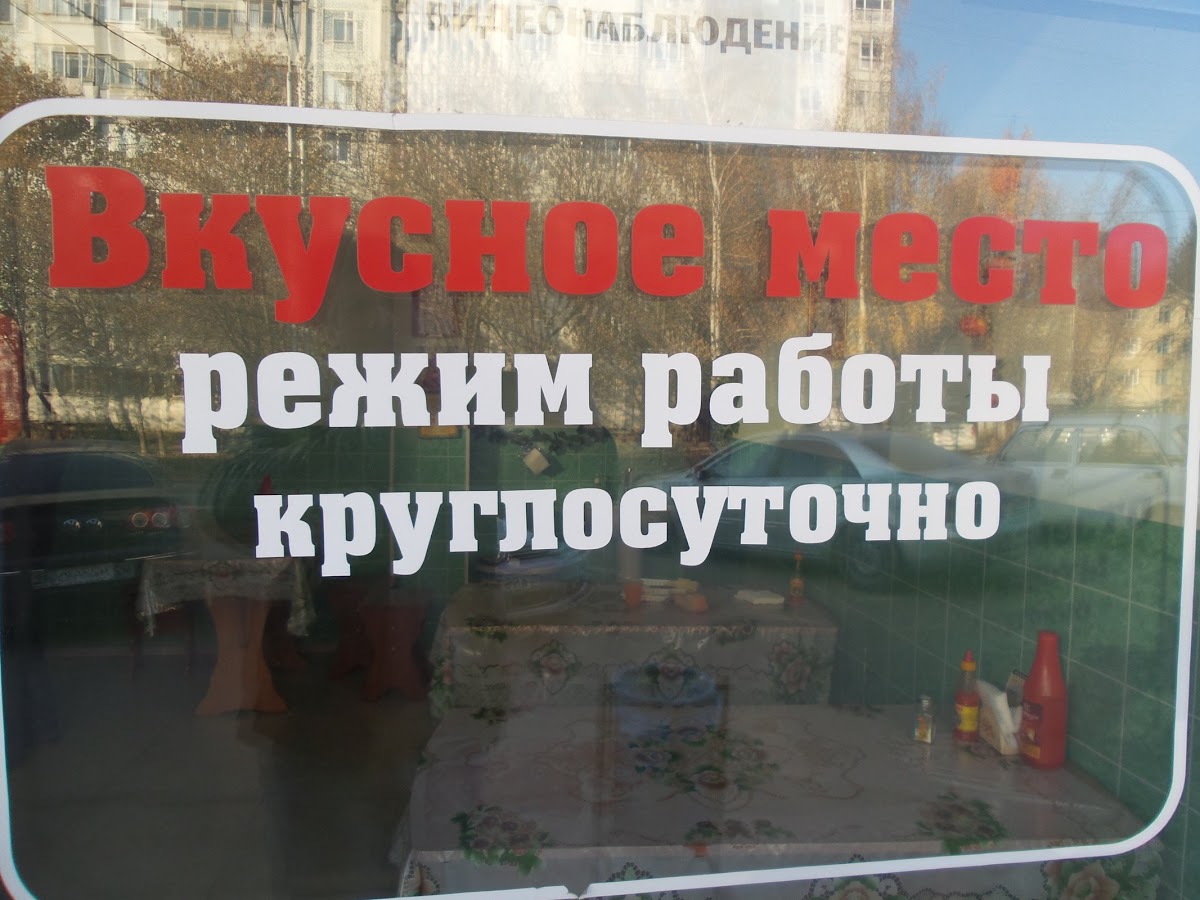 ВИДЕОНАБЛЮДЕНИЕ
Вкусное место
режим работы
круглосуточно